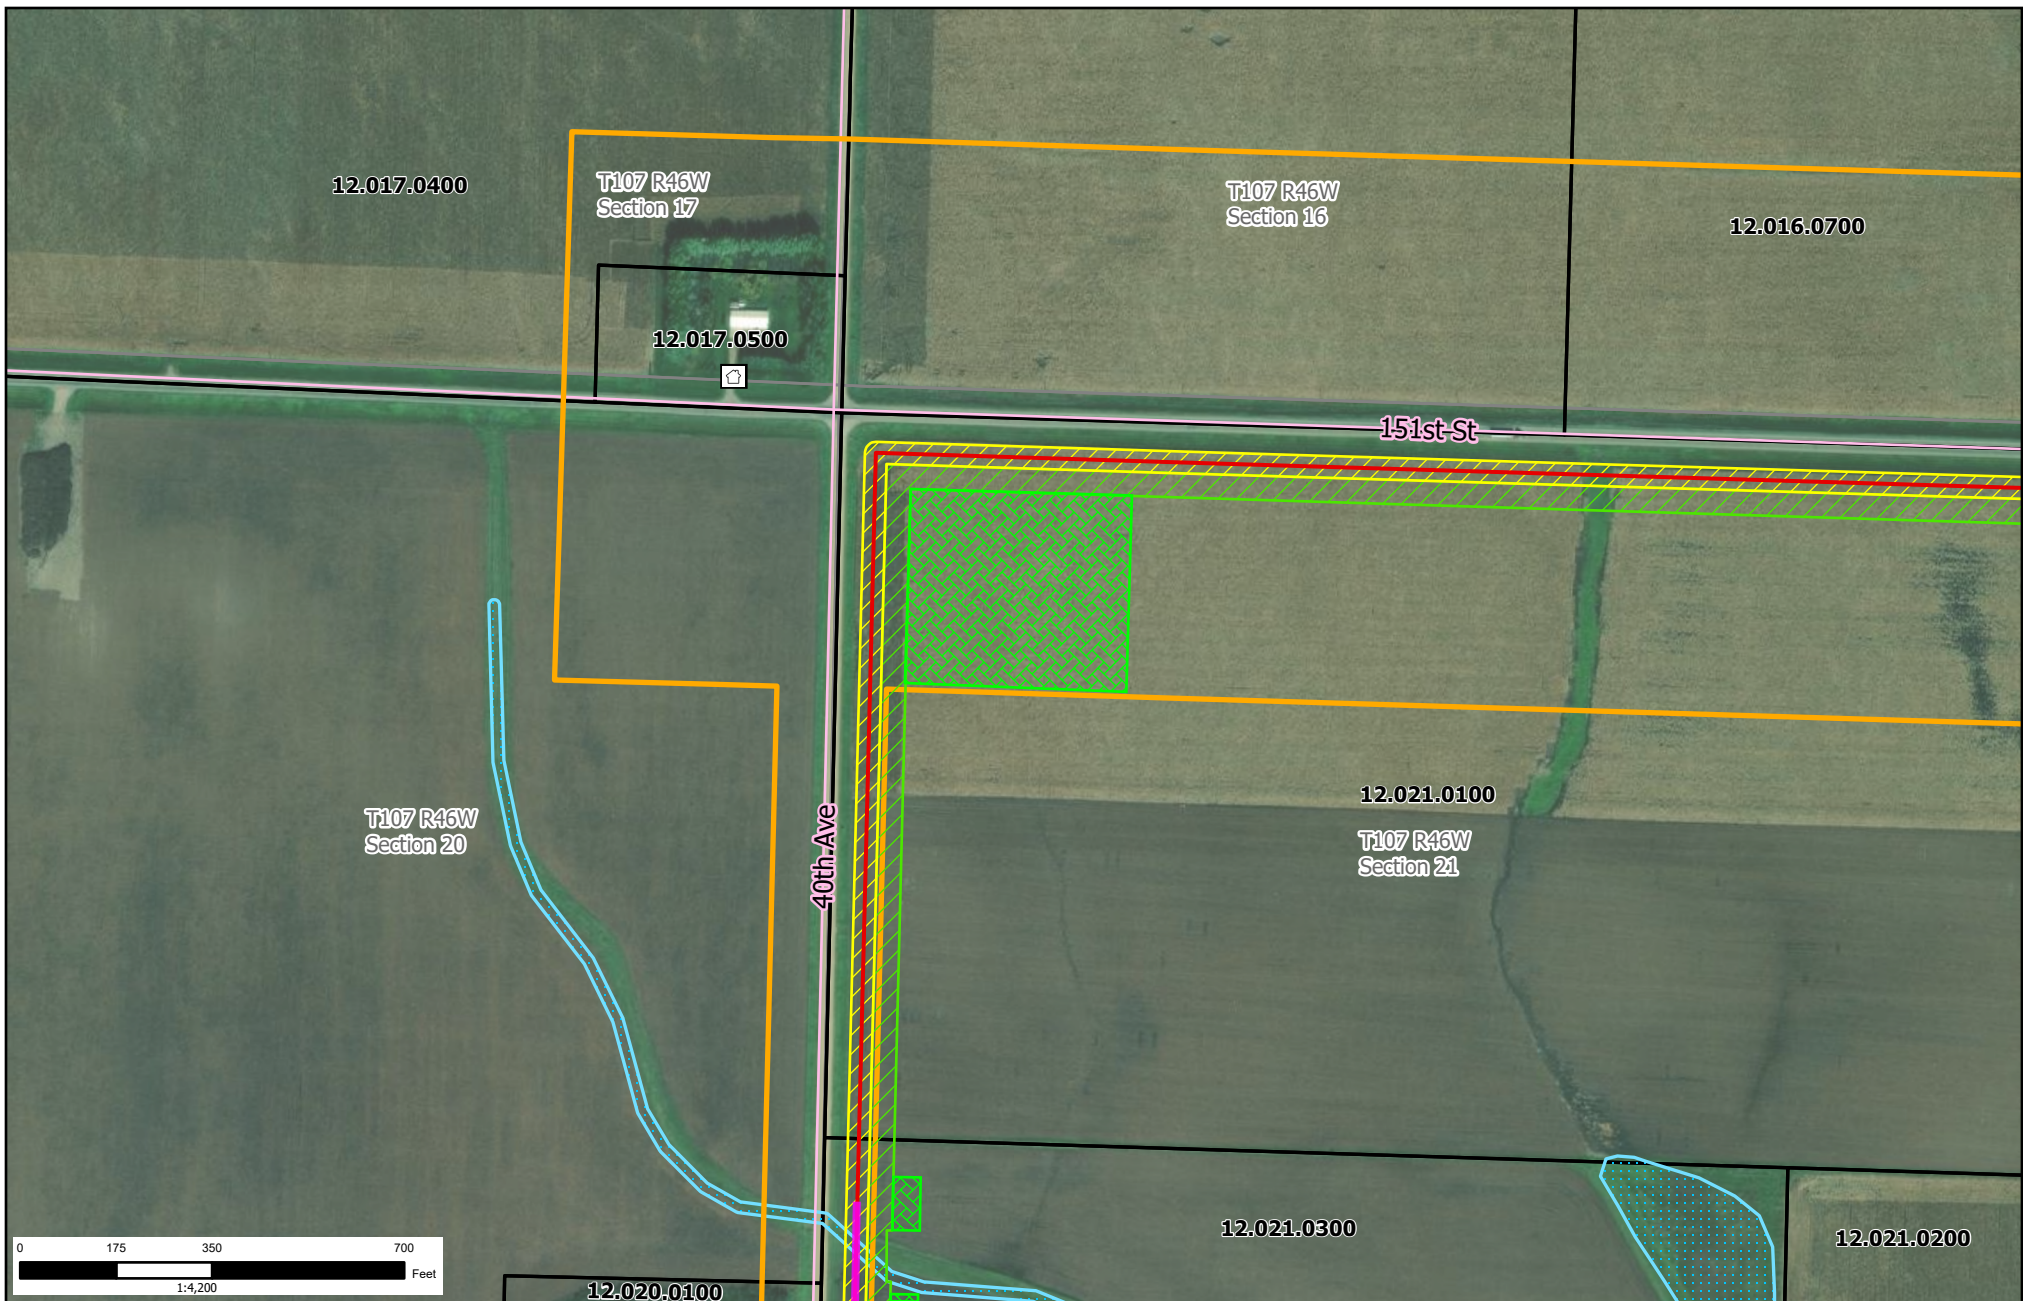 12.017.0400
T107 R46W
Section 17
T107 R46W
Section 16
12.016.0700
12.017.0500
151st St
12.021.0100
T107 R46W
Section 20
40th Ave
T107 R46W
Section 21
12.021.0300
12.021.0200
0 175 350 700
Feet
1:4,200
12.020.0100